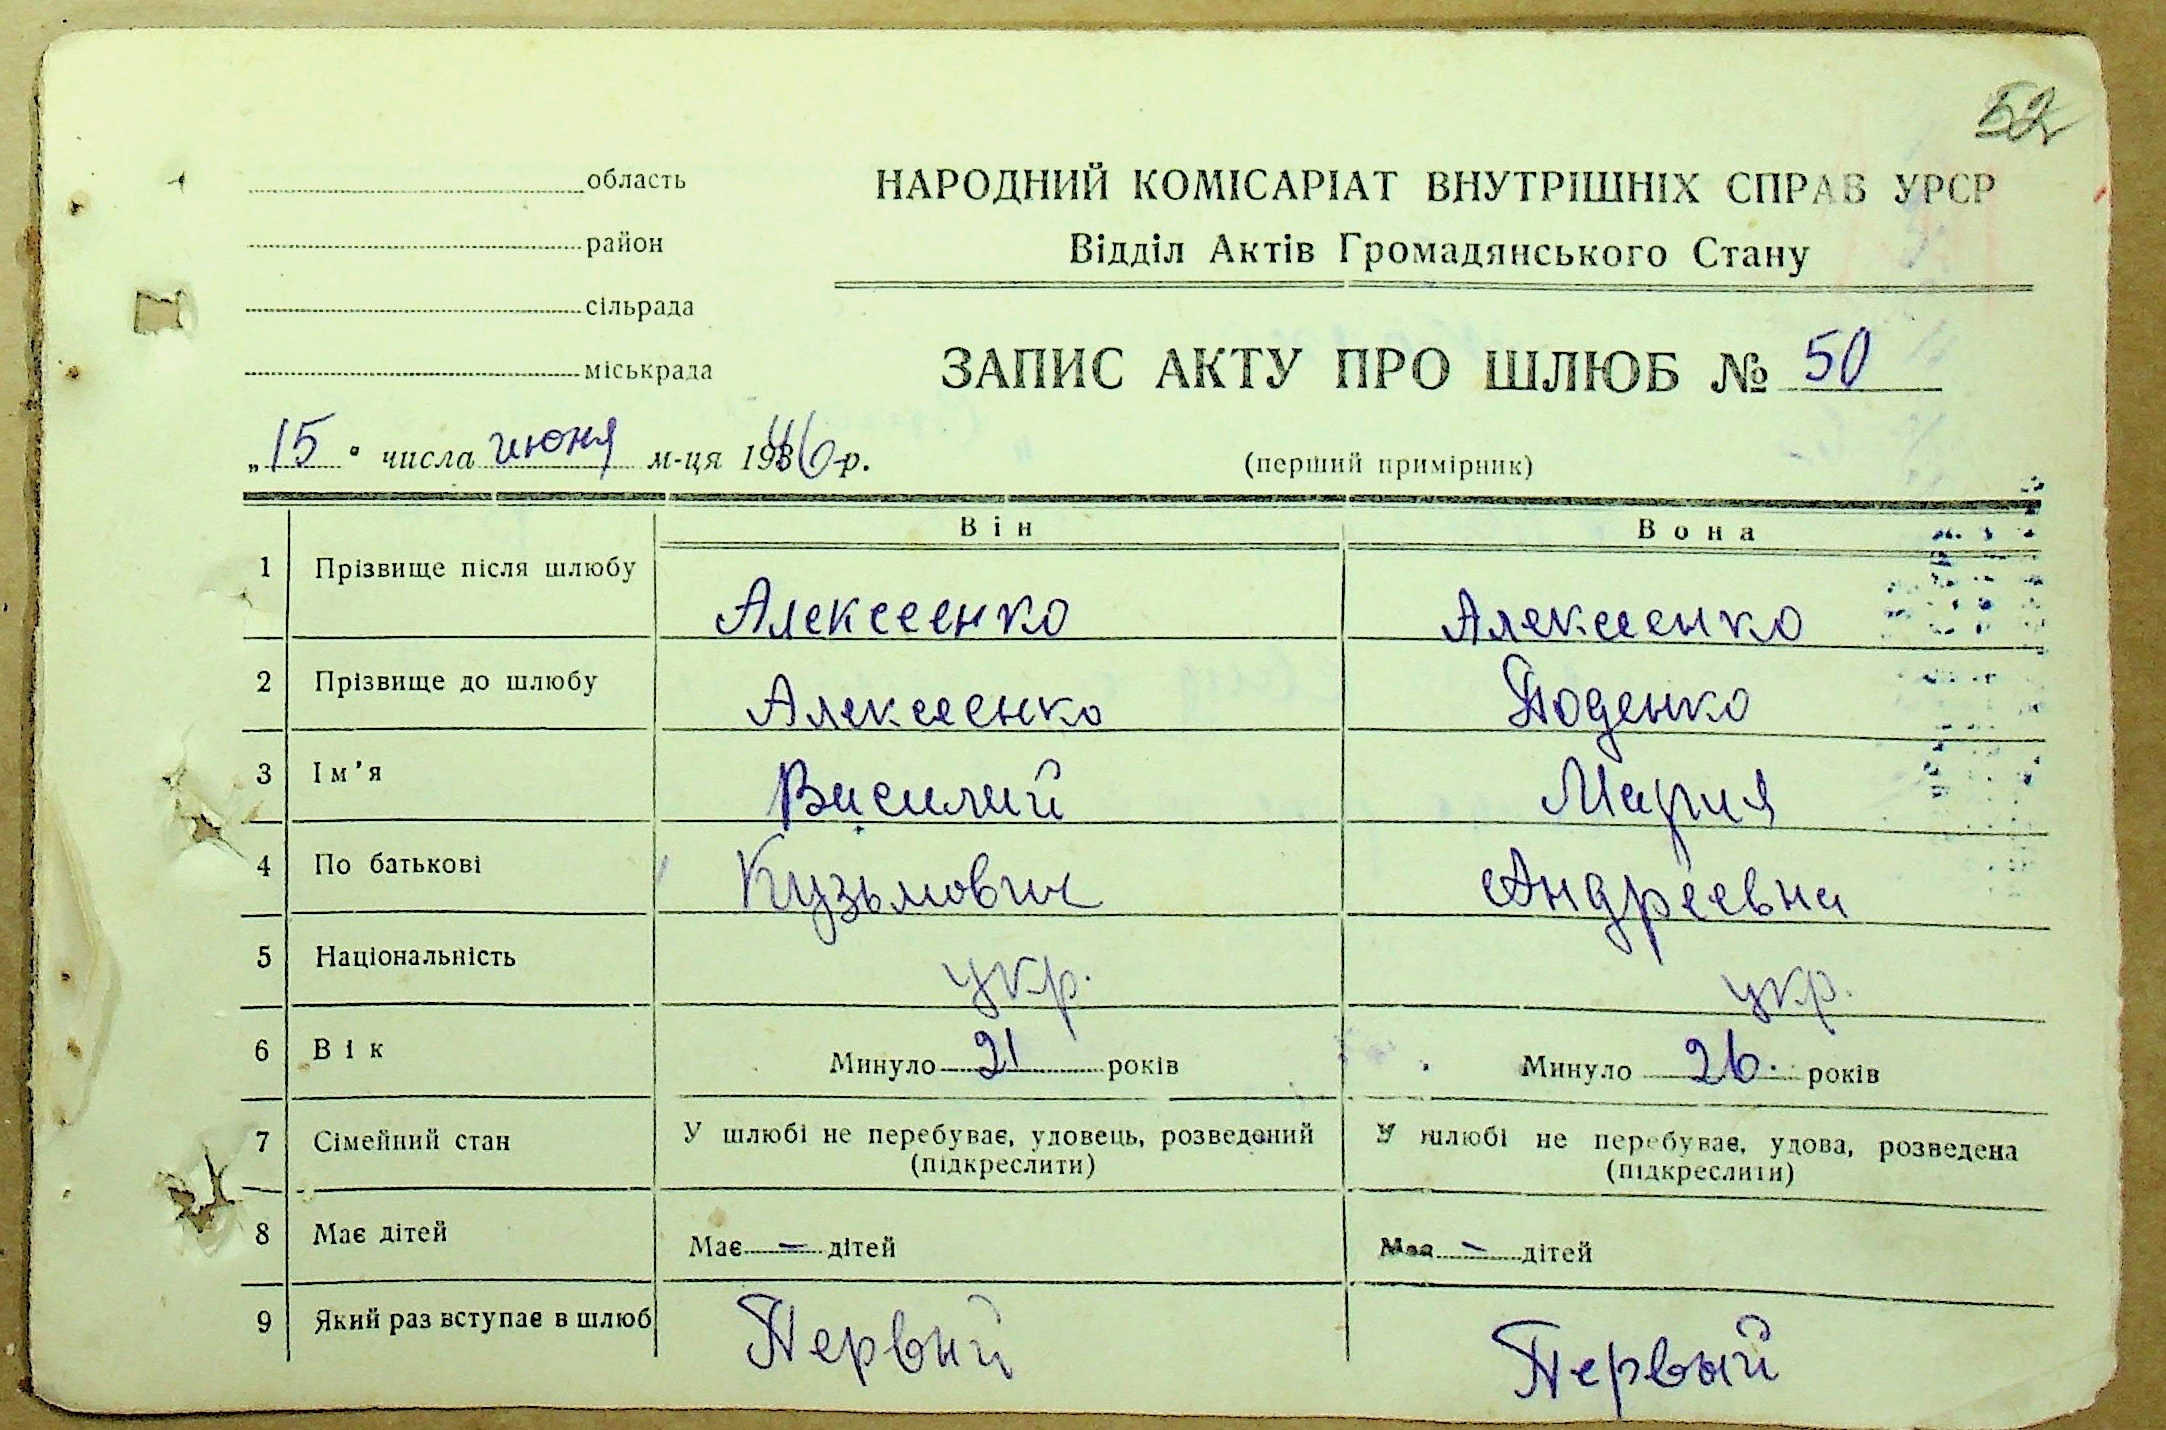 52
область
район
сільрада
міськрада
НАРОДНИЙ КОМІСАРІАТ ВНУТРІШНІХ СПРАВ УРСР
Відділ Актів Громадянського Стану
ЗАПИС АКТУ ПРО ШЛЮБ № 50
„15" числа июня м-ця 1946 р.
(перший примірник)
Він
Вона
1 Прізвище після шлюбу Алексеенко Алексеенко
2 Прізвище до шлюбу Алексеенко Поденко
3 Ім'я Василий Мария
4 По батькові Кузьмович Андреевна
5 Національність укр. укр.
6 Вік Минуло 21 років Минуло 26 років
7 Сімейний стан У шлюбі не перебуває, удовець, розведений У шлюбі не перебуває, удова, розведена
(підкреслити) (підкреслити)
8 Має дітей Має — дітей Має — дітей
9 Який раз вступає в шлюб Первый Первый